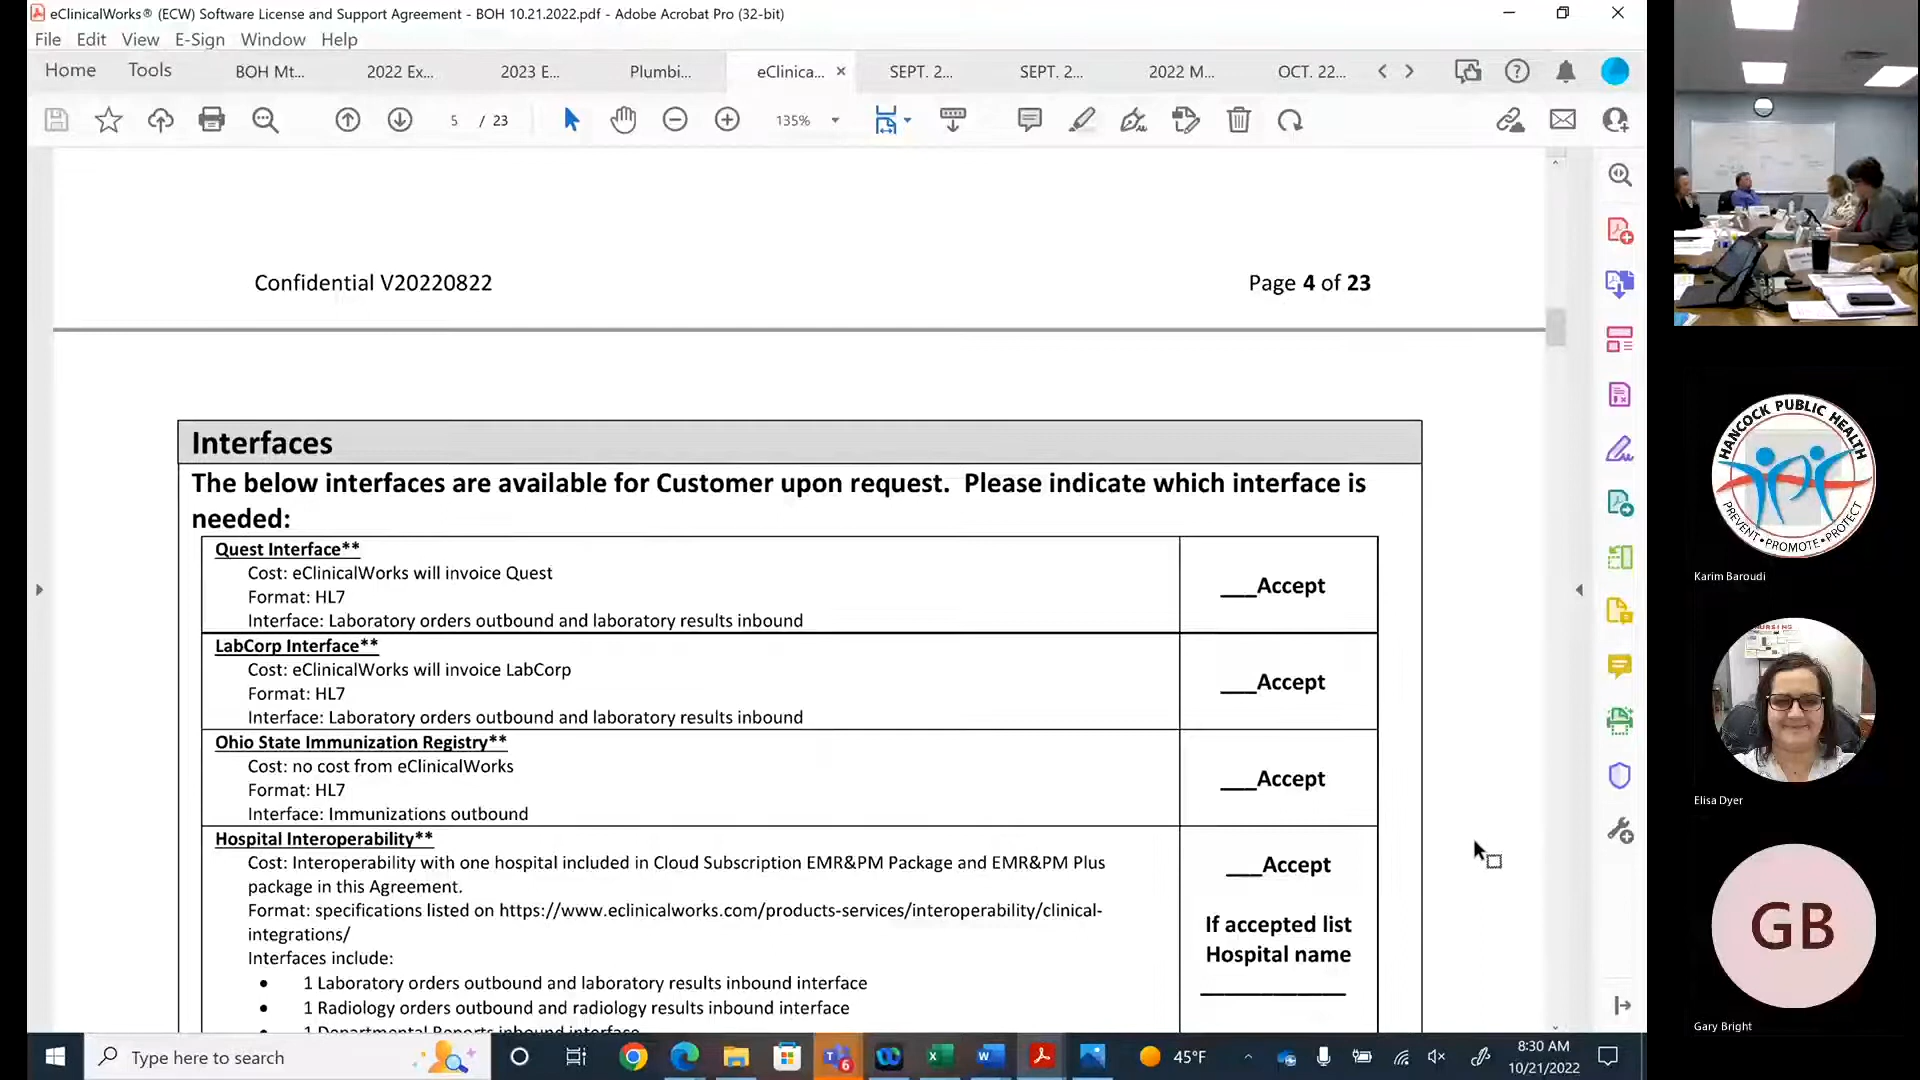 eClinicalWorks® (ECW) Software License and Support Agreement - BOH 10.21.2022.pdf - Adobe Acrobat Pro (32-bit)
File Edit View E-Sign Window Help
Home Tools BOH Mt... 2022 Ex... 2023 E... Plumbi... eClinica... SEPT. 2... SEPT. 2... 2022 M... OCT. 22...
5 / 23 135%
Confidential V20220822 Page 4 of 23
Interfaces
The below interfaces are available for Customer upon request. Please indicate which interface is
needed:
Quest Interface**
Cost: eClinicalWorks will invoice Quest
Format: HL7
Interface: Laboratory orders outbound and laboratory results inbound
___Accept
LabCorp Interface**
Cost: eClinicalWorks will invoice LabCorp
Format: HL7
Interface: Laboratory orders outbound and laboratory results inbound
___Accept
Ohio State Immunization Registry**
Cost: no cost from eClinicalWorks
Format: HL7
Interface: Immunizations outbound
___Accept
Hospital Interoperability**
Cost: Interoperability with one hospital included in Cloud Subscription EMR&PM Package and EMR&PM Plus
package in this Agreement.
Format: specifications listed on https://www.eclinicalworks.com/products-services/interoperability/clinical-
integrations/
Interfaces include:
• 1 Laboratory orders outbound and laboratory results inbound interface
• 1 Radiology orders outbound and radiology results inbound interface
• 1 Departmental Reports inbound interface
___Accept
If accepted list
Hospital name
____________
HANCOCK PUBLIC HEALTH
PREVENT • PROMOTE • PROTECT
Karim Baroudi
Elisa Dyer
GB
Gary Bright
Type here to search
6
45°F
8:30 AM
10/21/2022